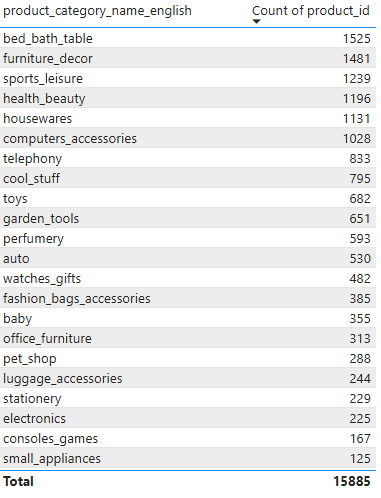 product_category_name_english Count of product_id
bed_bath_table 1525
furniture_decor 1481
sports_leisure 1239
health_beauty 1196
housewares 1131
computers_accessories 1028
telephony 833
cool_stuff 795
toys 682
garden_tools 651
perfumery 593
auto 530
watches_gifts 482
fashion_bags_accessories 385
baby 355
office_furniture 313
pet_shop 288
luggage_accessories 244
stationery 229
electronics 225
consoles_games 167
small_appliances 125
Total 15885